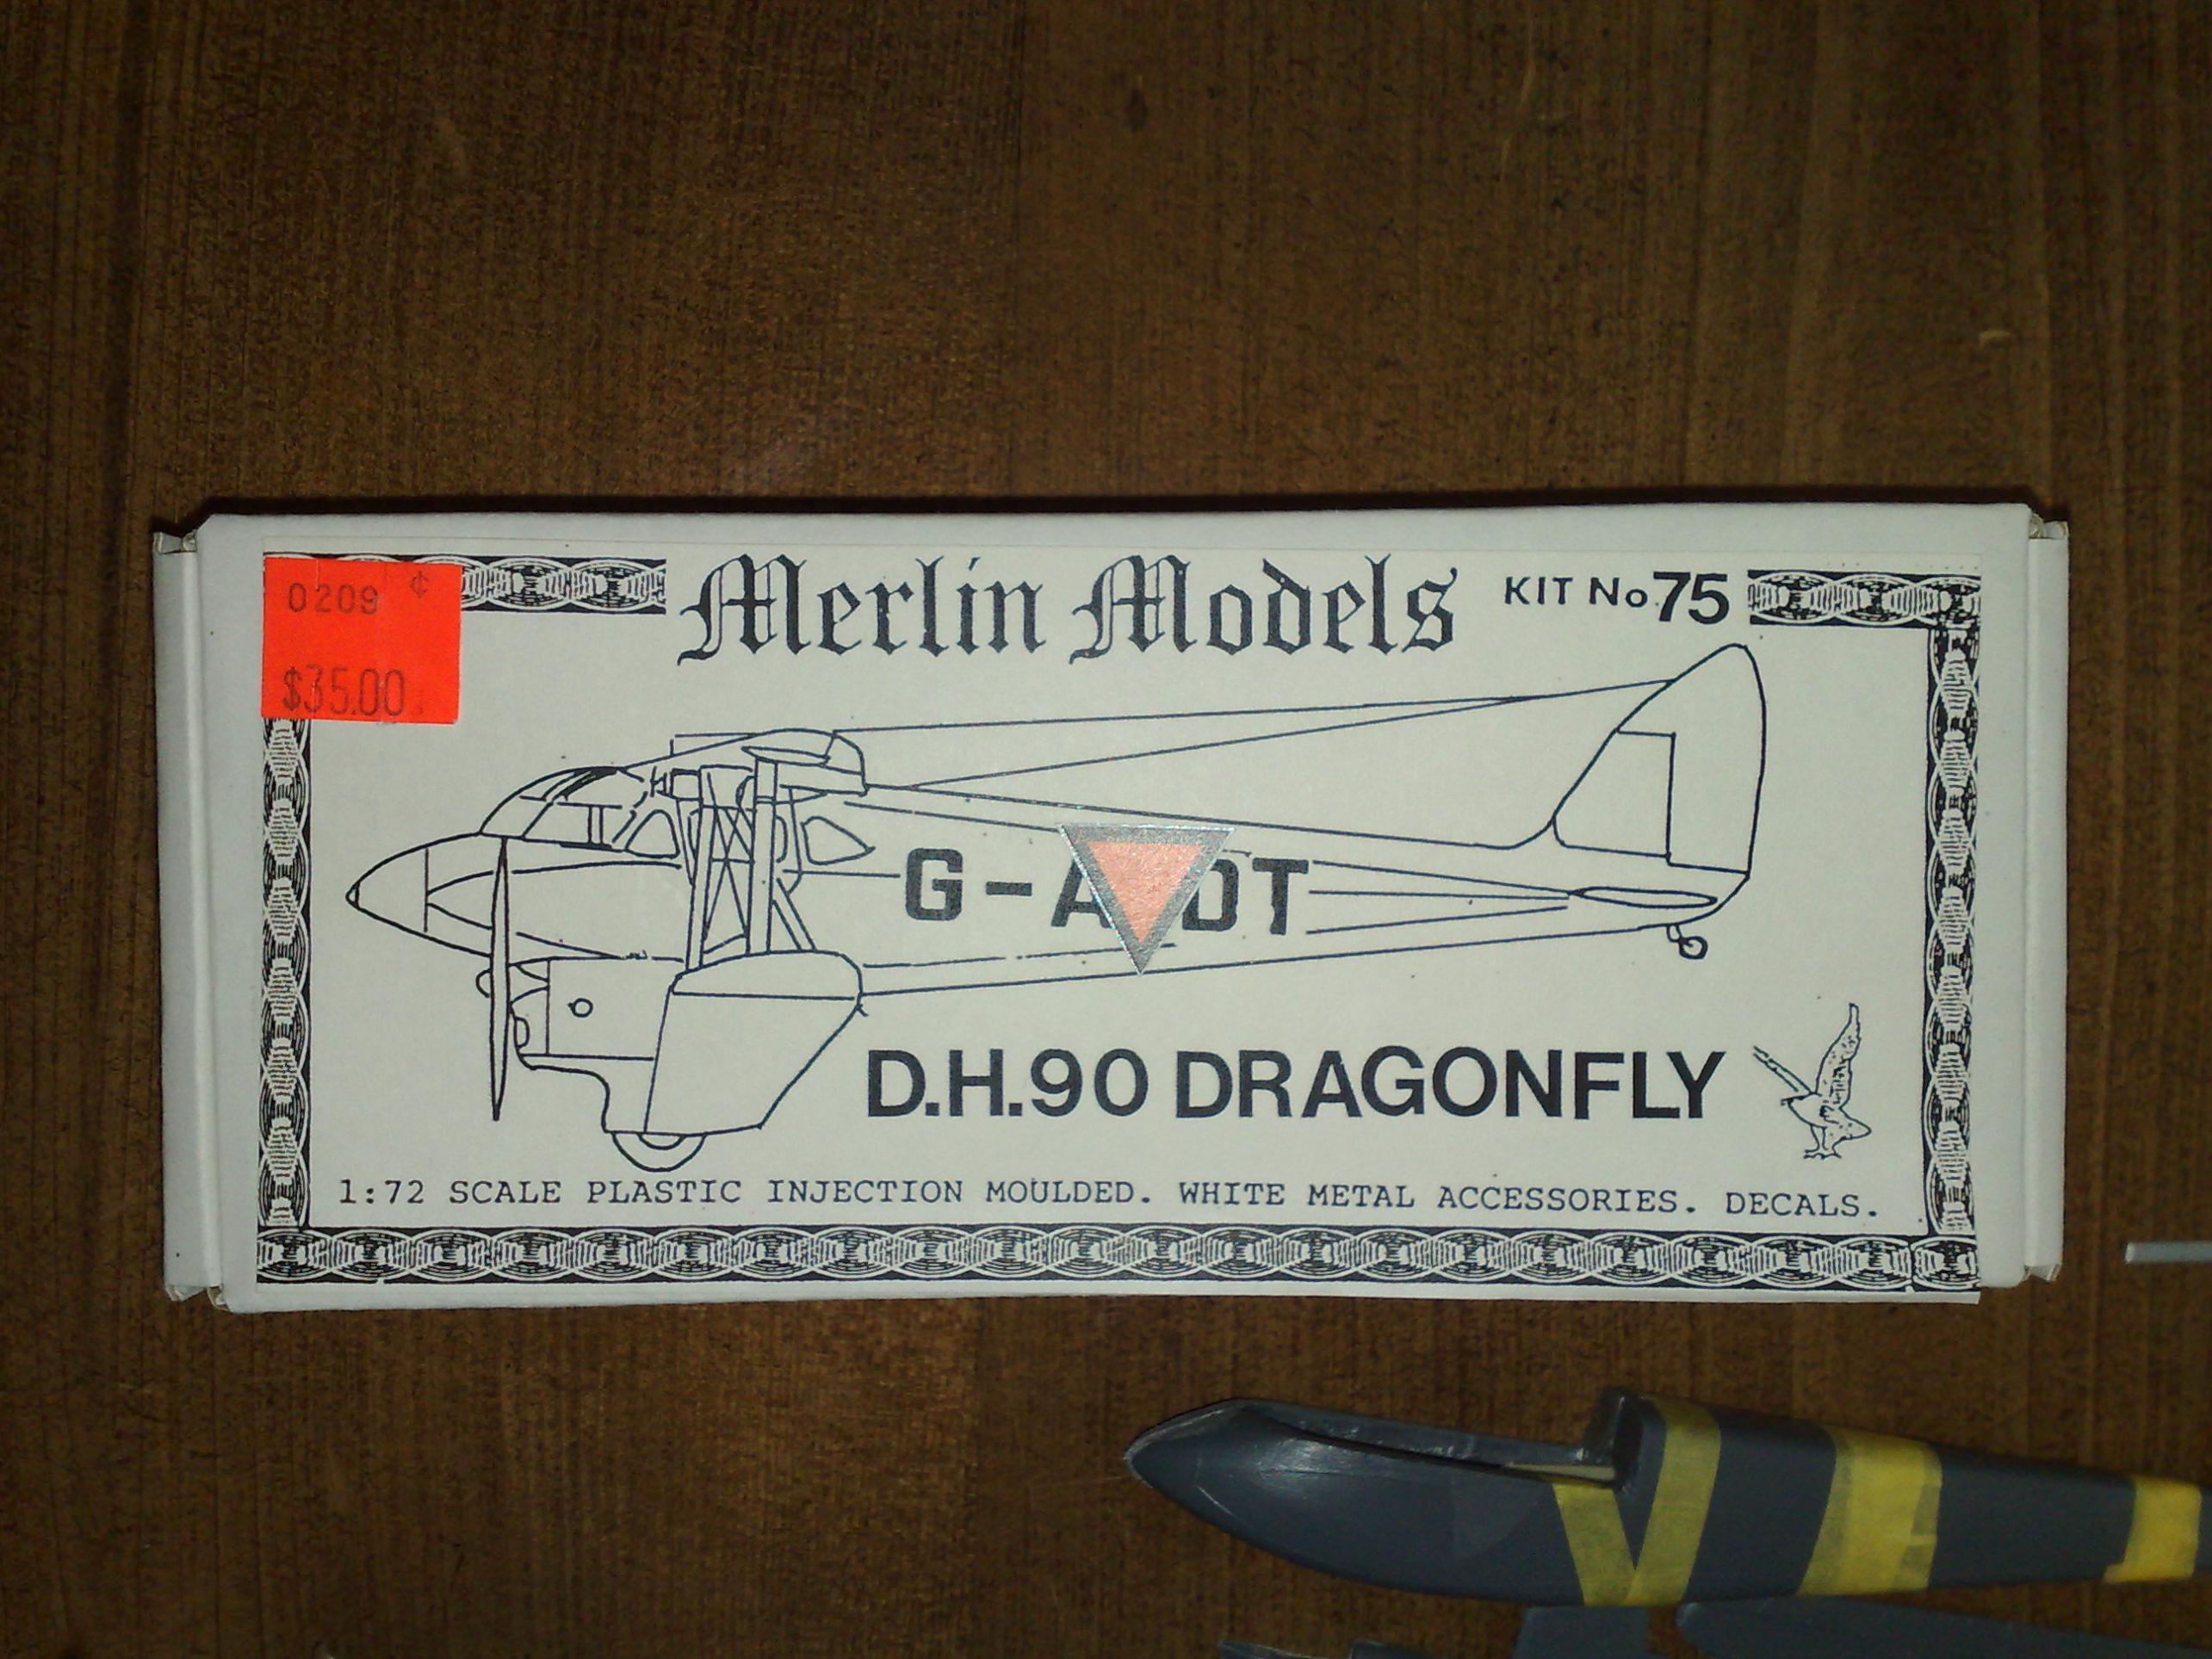 0209 ¢
$35.00
Merlin Models
KIT No.75
G-A DT
D.H.90 DRAGONFLY
1:72 SCALE PLASTIC INJECTION MOULDED. WHITE METAL ACCESSORIES. DECALS.